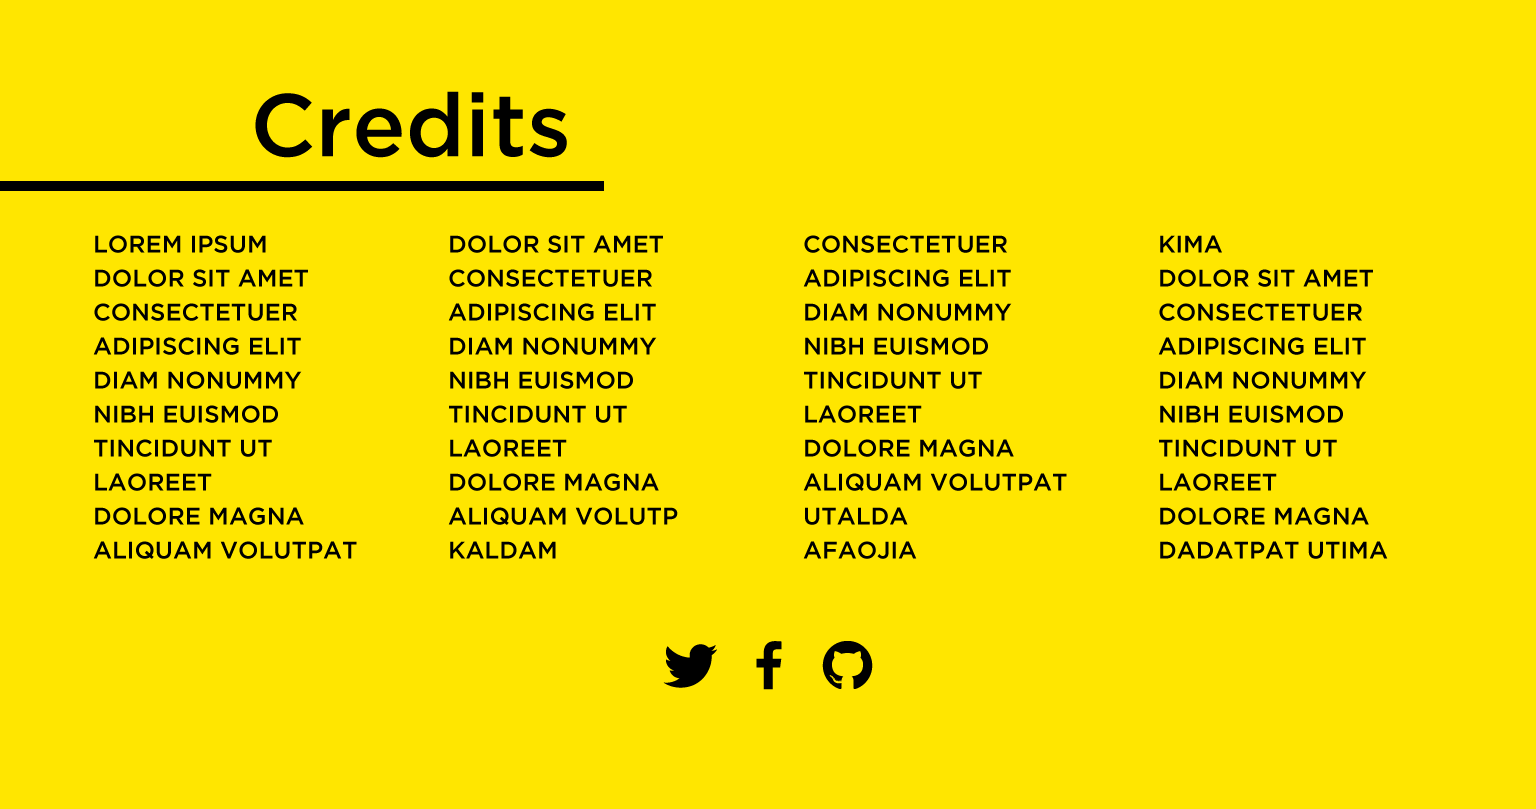 Credits
LOREM IPSUM
DOLOR SIT AMET
CONSECTETUER
ADIPISCING ELIT
DIAM NONUMMY
NIBH EUISMOD
TINCIDUNT UT
LAOREET
DOLORE MAGNA
ALIQUAM VOLUTPAT
DOLOR SIT AMET
CONSECTETUER
ADIPISCING ELIT
DIAM NONUMMY
NIBH EUISMOD
TINCIDUNT UT
LAOREET
DOLORE MAGNA
ALIQUAM VOLUTP
KALDAM
CONSECTETUER
ADIPISCING ELIT
DIAM NONUMMY
NIBH EUISMOD
TINCIDUNT UT
LAOREET
DOLORE MAGNA
ALIQUAM VOLUTPAT
UTALDA
AFAOJIA
KIMA
DOLOR SIT AMET
CONSECTETUER
ADIPISCING ELIT
DIAM NONUMMY
NIBH EUISMOD
TINCIDUNT UT
LAOREET
DOLORE MAGNA
DADATPAT UTIMA